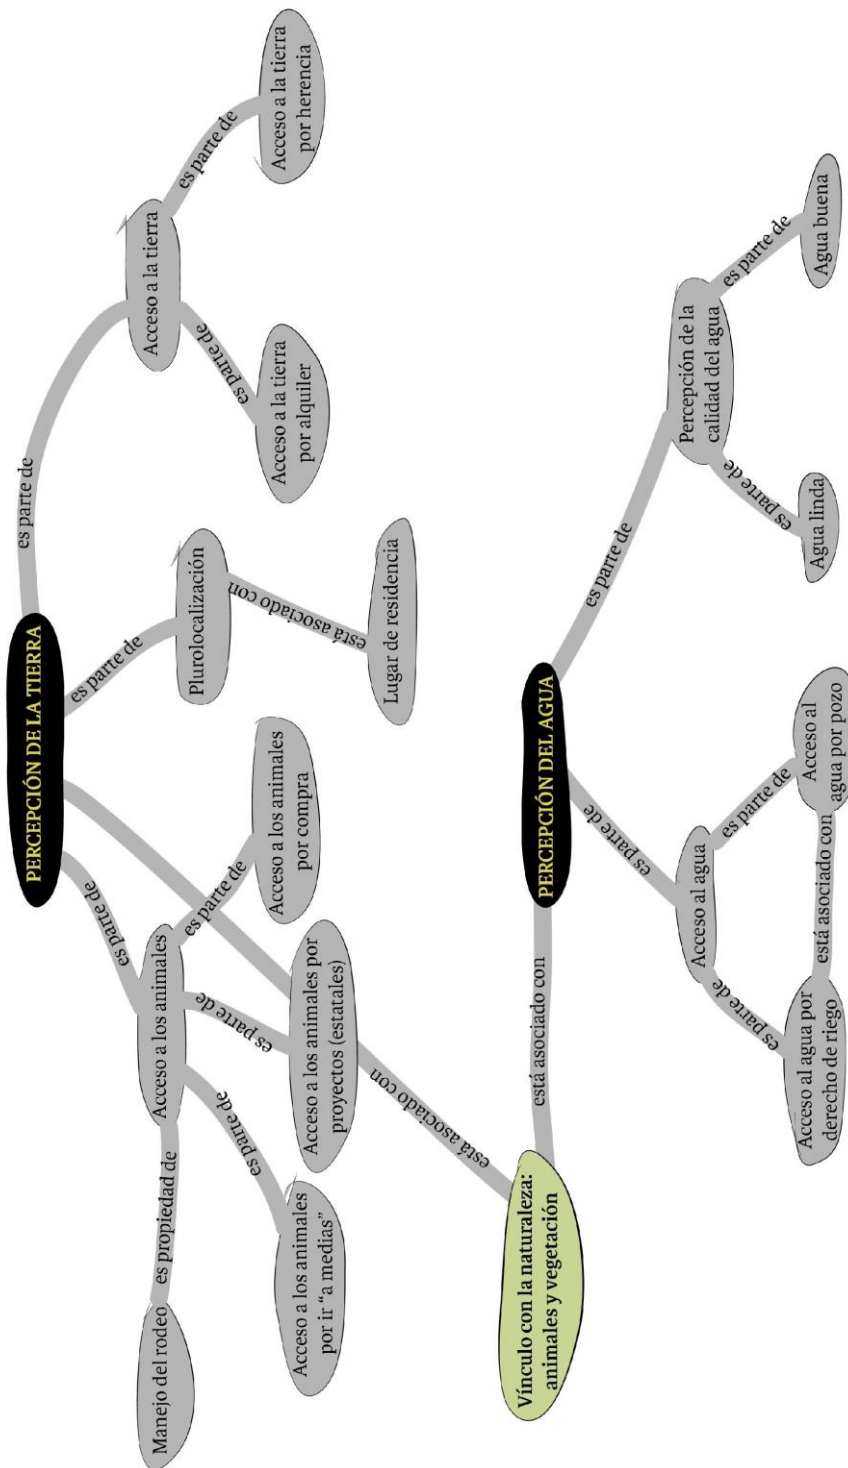 PERCEPCIÓN DE LA TIERRA
es parte de
es parte de
es parte de
Manejo del rodeo
es propiedad de
Acceso a los animales
Plurolocalización
Acceso a la tierra
es parte de
es parte de
es parte de
está asociado con
es parte de
es parte de
Acceso a los animales
por ir “a medias”
Acceso a los animales por
proyectos (estatales)
Acceso a los animales
por compra
Lugar de residencia
Acceso a la tierra
por alquiler
Acceso a la tierra
por herencia
está asociado con
Vínculo con la naturaleza:
animales y vegetación
está asociado con
PERCEPCIÓN DEL AGUA
es parte de
es parte de
Acceso al agua
Percepción de la
calidad del agua
es parte de
es parte de
es parte de
es parte de
Acceso al agua por
derecho de riego
está asociado con
Acceso al
agua por pozo
Agua linda
Agua buena